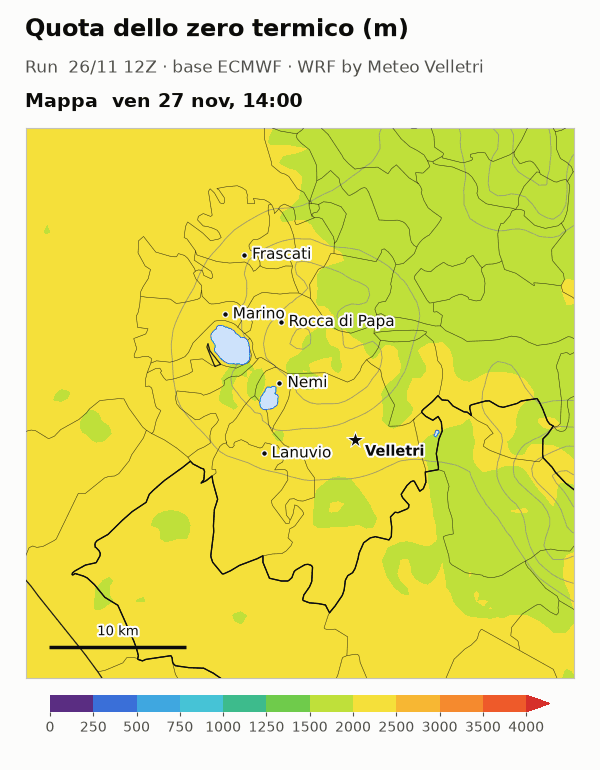 Quota dello zero termico (m)
Run  26/11 12Z · base ECMWF · WRF by Meteo Velletri
Mappa  ven 27 nov, 14:00
Frascati
Marino
Rocca di Papa
Nemi
Velletri
Lanuvio
10 km
0 250 500 750 1000 1250 1500 2000 2500 3000 3500 4000